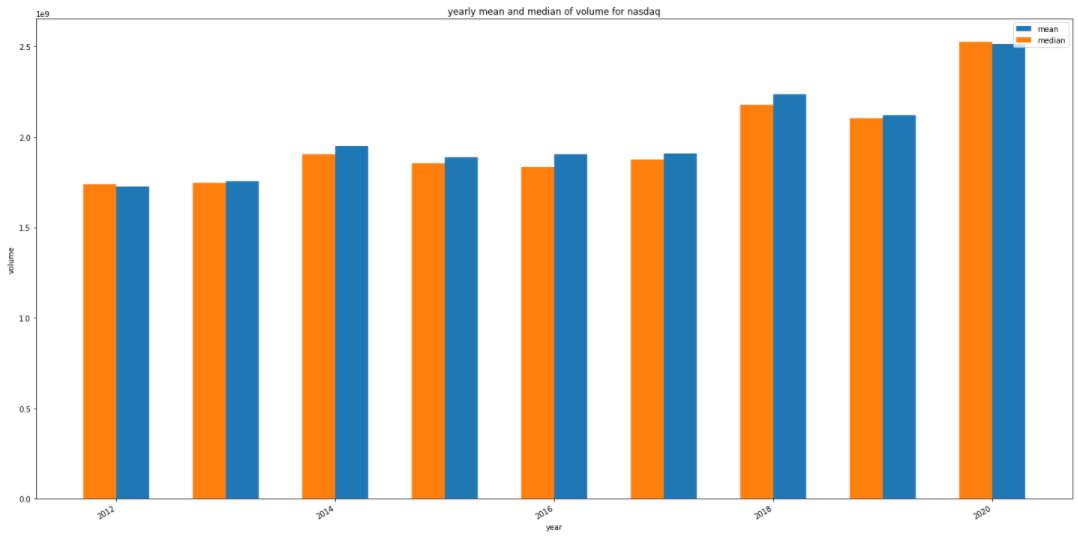 yearly mean and median of volume for nasdaq
1e9
mean
median
2.5
2.0
1.5
1.0
0.5
0.0
volume
2012
2014
2016
2018
2020
year